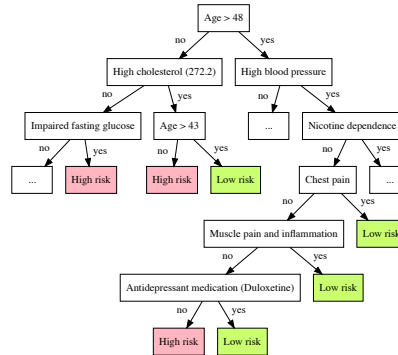 Age > 48
no
yes
High cholesterol (272.2)
High blood pressure
no
yes
no
yes
Impaired fasting glucose
Age > 43
...
Nicotine dependence
no
yes
no
yes
no
yes
...
High risk
High risk
Low risk
Chest pain
...
no
yes
Muscle pain and inflammation
Low risk
no
yes
Antidepressant medication (Duloxetine)
Low risk
no
yes
High risk
Low risk